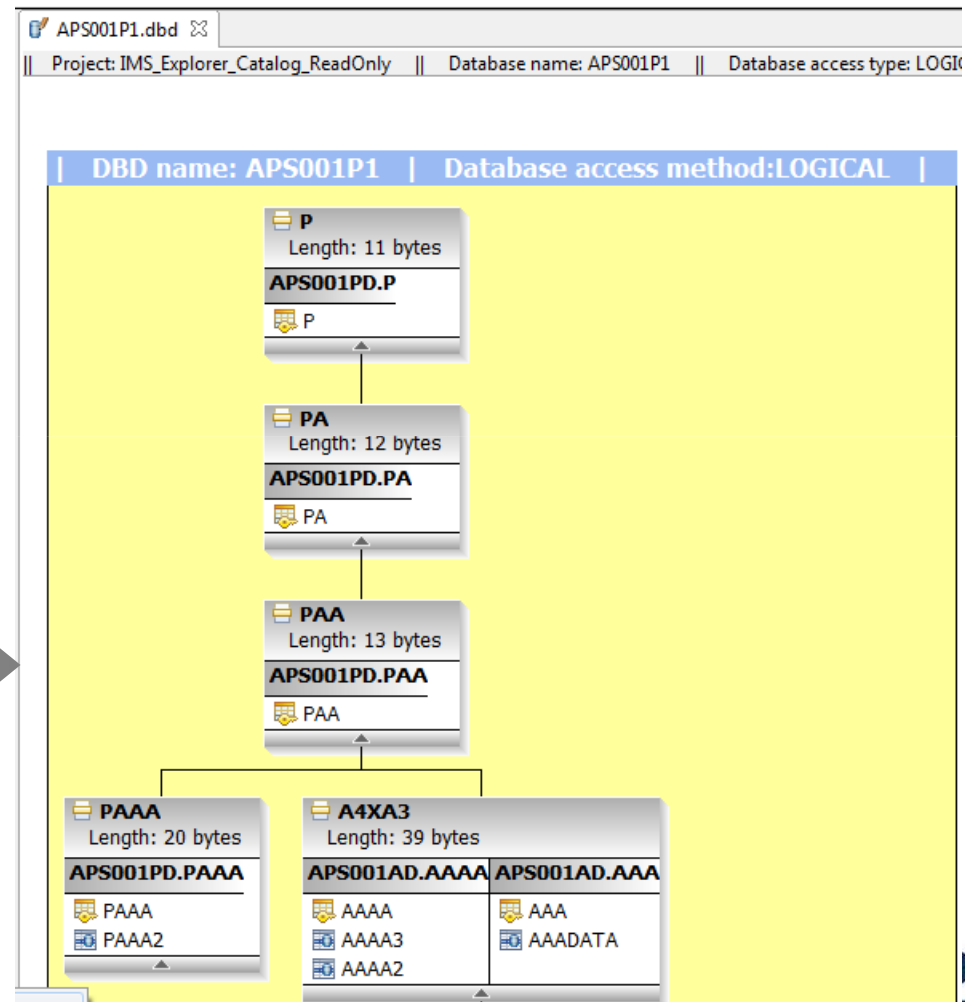 APS001P1.dbd
|| Project: IMS_Explorer_Catalog_ReadOnly || Database name: APS001P1 || Database access type: LOGIC
| DBD name: APS001P1 | Database access method:LOGICAL |
P
Length: 11 bytes
APS001PD.P
P
PA
Length: 12 bytes
APS001PD.PA
PA
PAA
Length: 13 bytes
APS001PD.PAA
PAA
PAAA
Length: 20 bytes
APS001PD.PAAA
PAAA
PAAA2
A4XA3
Length: 39 bytes
APS001AD.AAAA APS001AD.AAA
AAAA AAA
AAAA3 AAADATA
AAAA2